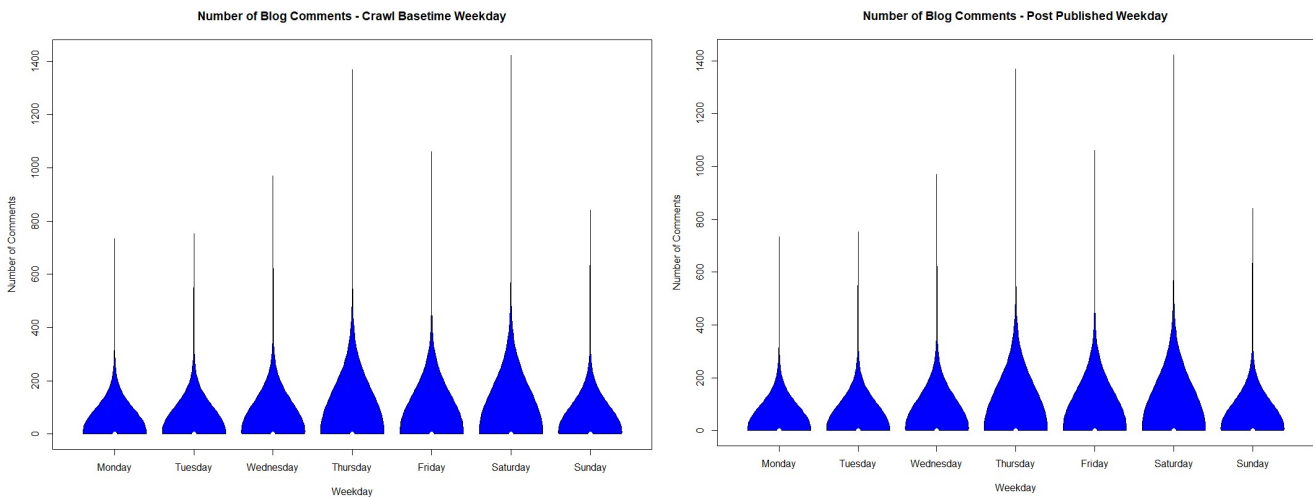 Number of Blog Comments - Crawl Basetime Weekday
1400
1200
1000
800
600
400
200
0
Number of Comments
Monday Tuesday Wednesday Thursday Friday Saturday Sunday
Weekday
Number of Blog Comments - Post Published Weekday
1400
1200
1000
800
600
400
200
0
Number of Comments
Monday Tuesday Wednesday Thursday Friday Saturday Sunday
Weekday